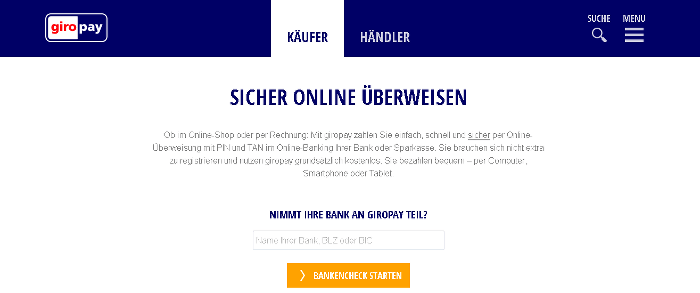 giropay
KÄUFER
HÄNDLER
SUCHE
MENU
SICHER ONLINE ÜBERWEISEN
Ob im Online-Shop oder per Rechnung: Mit giropay zahlen Sie einfach, schnell und sicher per Online-
Überweisung mit PIN und TAN im Online-Banking Ihrer Bank oder Sparkasse. Sie brauchen sich nicht extra
zu registrieren und nutzen giropay grundsätzlich kostenlos. Sie bezahlen bequem – per Computer,
Smartphone oder Tablet.
NIMMT IHRE BANK AN GIROPAY TEIL?
Name Ihrer Bank, BLZ oder BIC
BANKENCHECK STARTEN